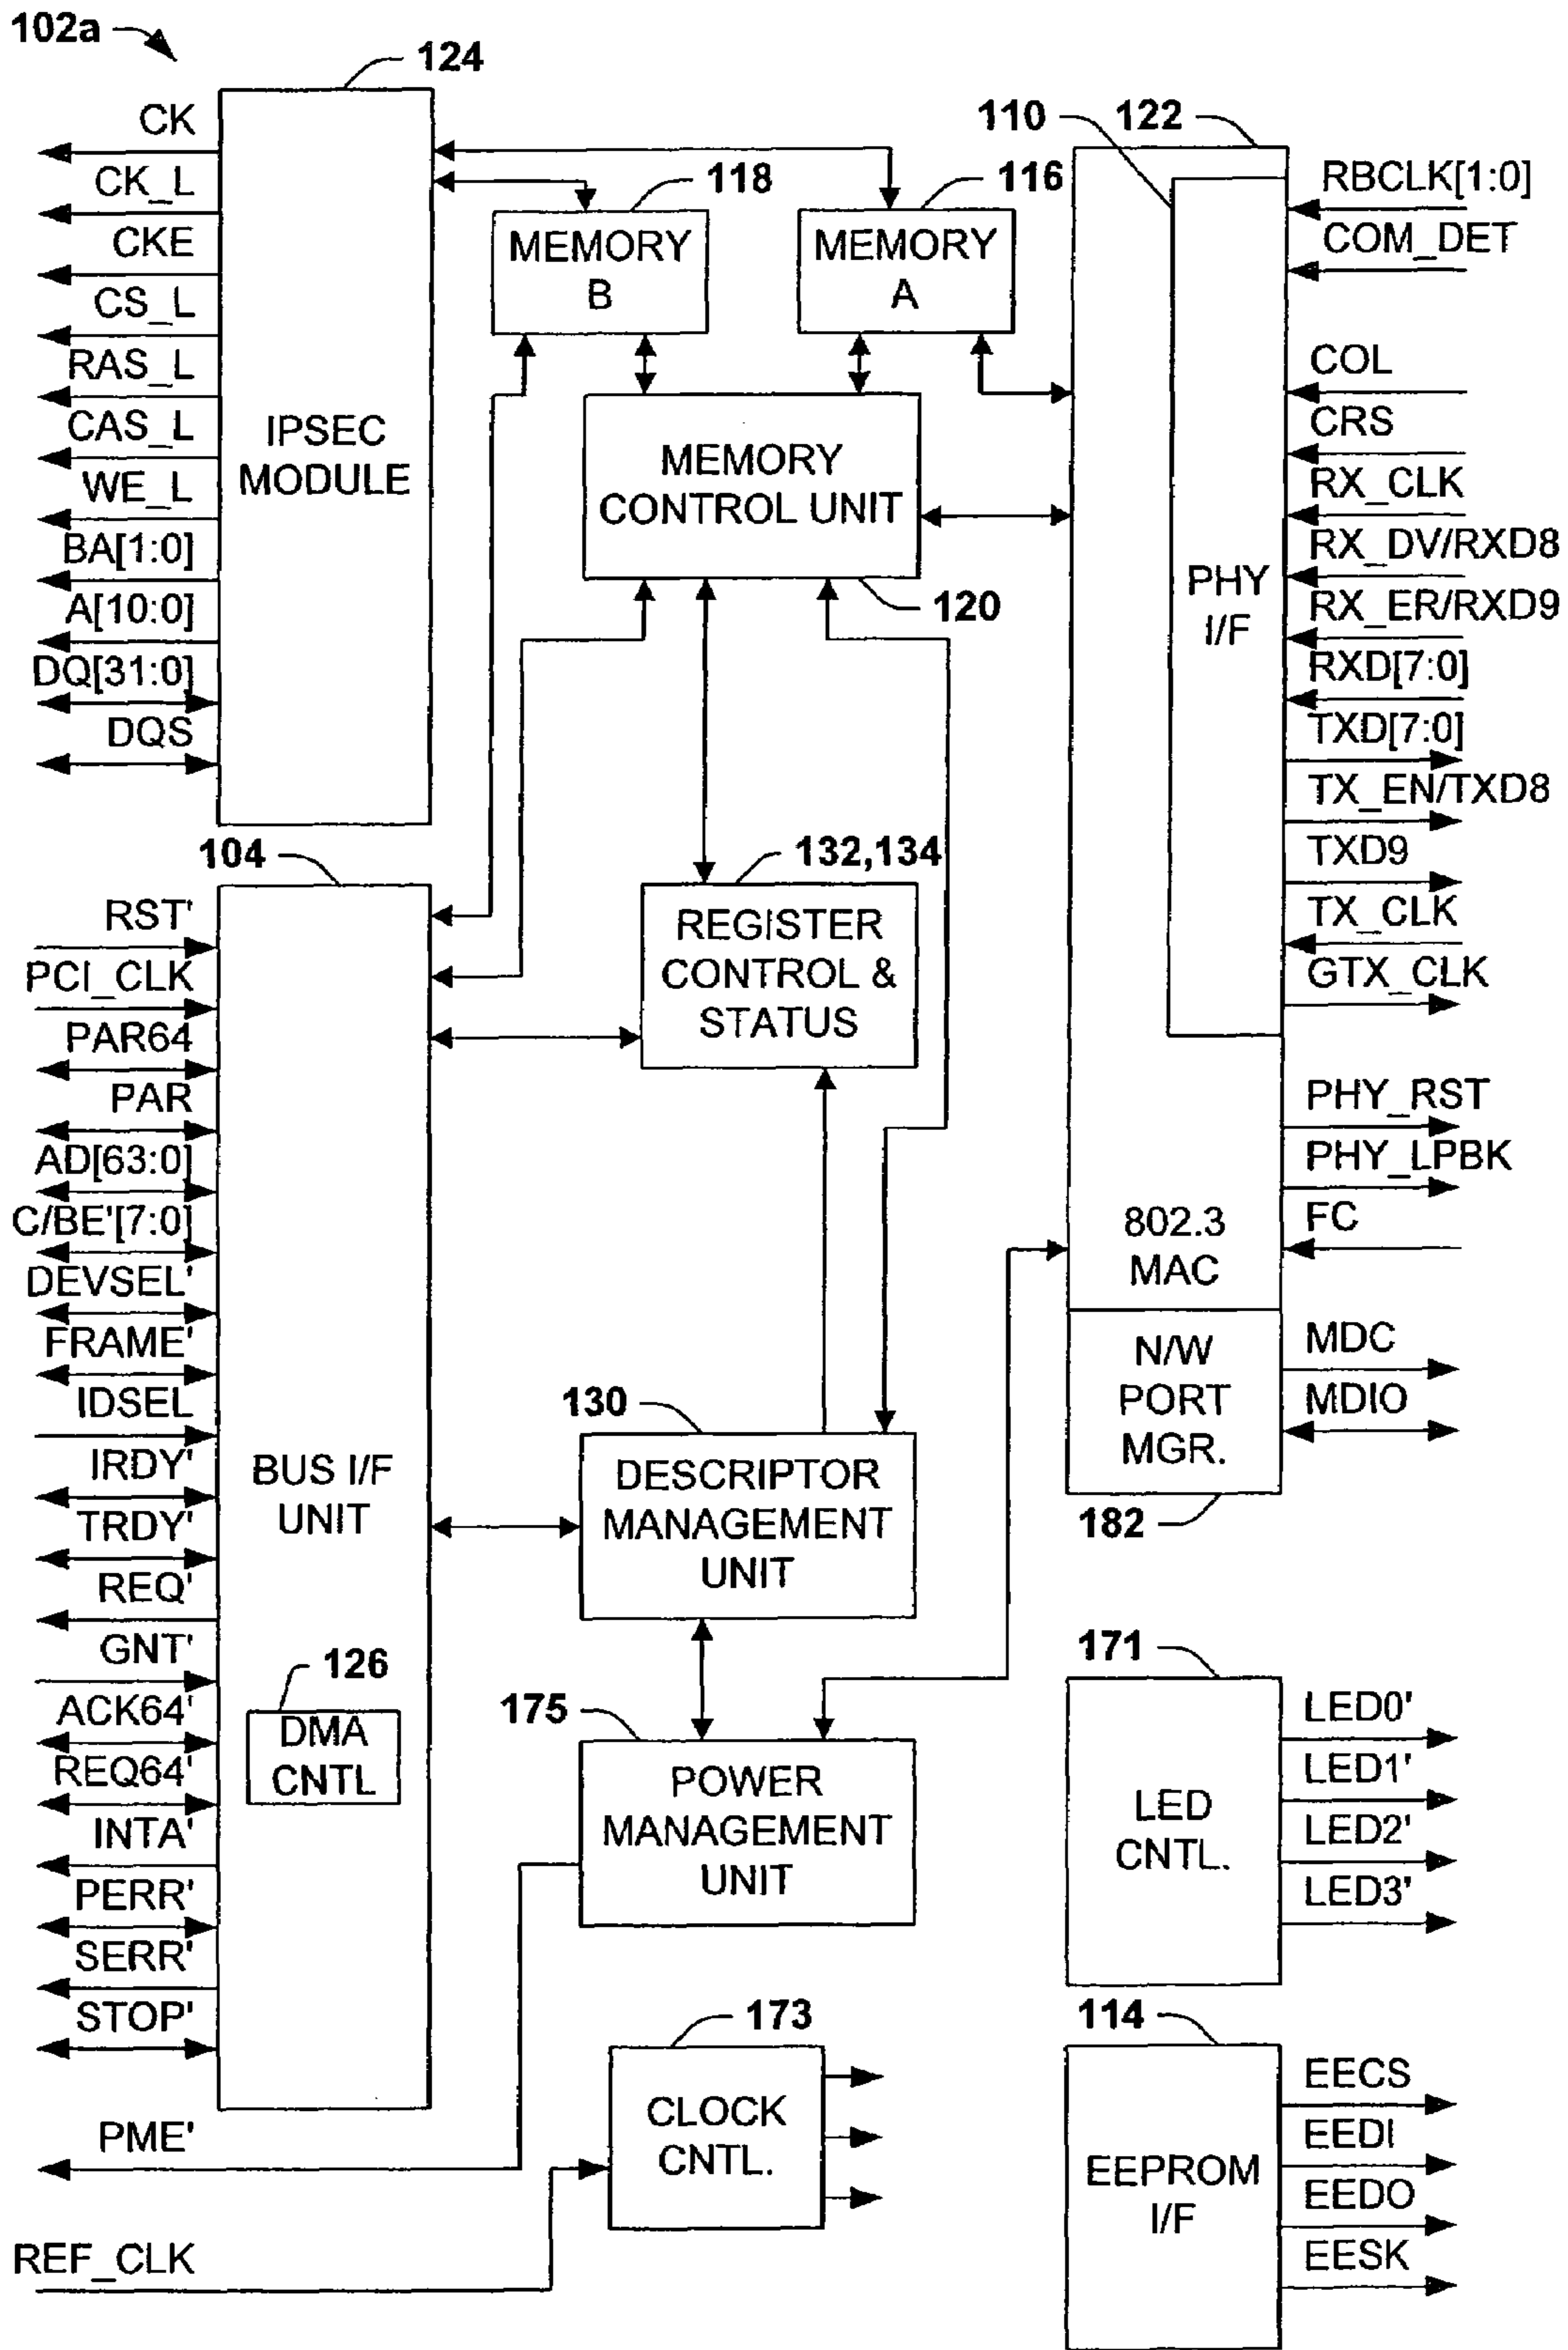 102a
124
CK
CK_L
CKE
CS_L
RAS_L
CAS_L
WE_L
BA[1:0]
A[10:0]
DQ[31:0]
DQS
IPSEC
MODULE
118
MEMORY
B
116
MEMORY
A
MEMORY
CONTROL UNIT
120
110
122
PHY
I/F
RBCLK[1:0]
COM_DET
COL
CRS
RX_CLK
RX_DV/RXD8
RX_ER/RXD9
RXD[7:0]
TXD[7:0]
TX_EN/TXD8
TXD9
TX_CLK
GTX_CLK
PHY_RST
PHY_LPBK
FC
802.3
MAC
N/W
PORT
MGR.
MDC
MDIO
182
104
RST'
PCI_CLK
PAR64
PAR
AD[63:0]
C/BE'[7:0]
DEVSEL'
FRAME'
IDSEL
IRDY'
TRDY'
REQ'
GNT'
ACK64'
REQ64'
INTA'
PERR'
SERR'
STOP'
BUS I/F
UNIT
126
DMA
CNTL
132,134
REGISTER
CONTROL &
STATUS
130
DESCRIPTOR
MANAGEMENT
UNIT
175
POWER
MANAGEMENT
UNIT
171
LED
CNTL.
LED0'
LED1'
LED2'
LED3'
PME'
REF_CLK
173
CLOCK
CNTL.
114
EEPROM
I/F
EECS
EEDI
EEDO
EESK